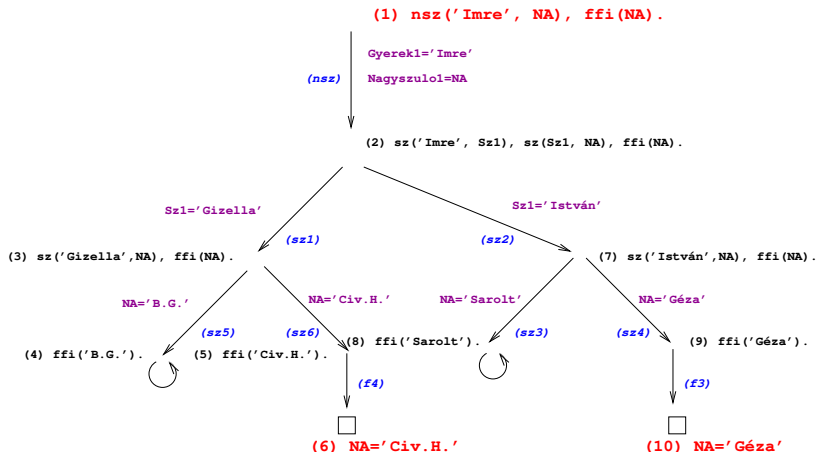 (1) nsz('Imre', NA), ffi(NA).
Gyerek1='Imre'
(nsz)
Nagyszulo1=NA
(2) sz('Imre', Sz1), sz(Sz1, NA), ffi(NA).
Sz1='Gizella'
Sz1='István'
(sz1)
(sz2)
(3) sz('Gizella',NA), ffi(NA).
(7) sz('István',NA), ffi(NA).
NA='B.G.'
NA='Civ.H.'
NA='Sarolt'
NA='Géza'
(sz5)
(sz6)
(sz3)
(sz4)
(4) ffi('B.G.').
(5) ffi('Civ.H.').
(8) ffi('Sarolt').
(9) ffi('Géza').
(f4)
(f3)
(6) NA='Civ.H.'
(10) NA='Géza'